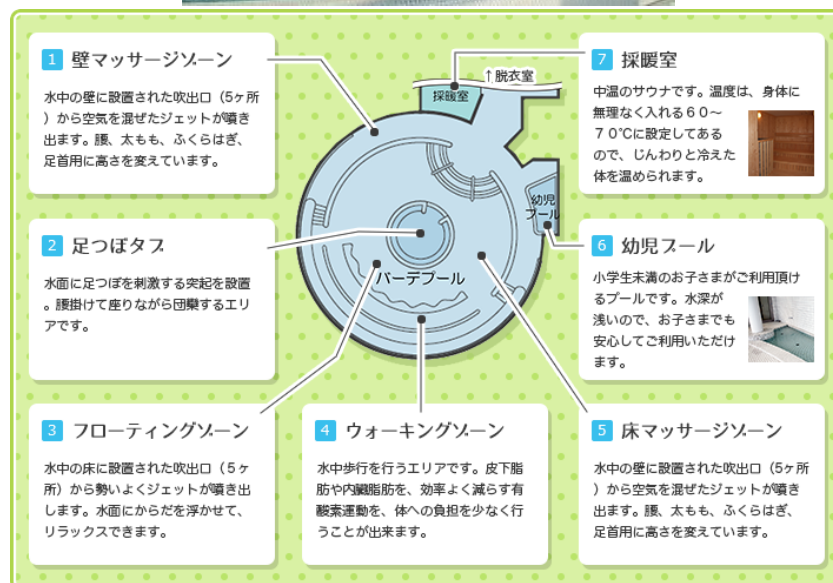 1 壁マッサージゾーン
水中の壁に設置された吹出口（5ヶ所
）から空気を混ぜたジェットが噴き
出ます。腰、太もも、ふくらはぎ、
足首用に高さを変えています。
↑脱衣室
採暖室
幼児
プール
バーデプール
7 採暖室
中温のサウナです。温度は、身体に
無理なく入れる６０～
７０℃に設定してある
ので、じんわりと冷えた
体を温められます。
2 足つぼタブ
水面に足つぼを刺激する突起を設置
。腰掛けて座りながら団欒するエリ
アです。
6 幼児プール
小学生未満のお子さまがご利用頂け
るプールです。水深が
浅いので、お子さまでも
安心してご利用いただけ
ます。
3 フローティングゾーン
水中の床に設置された吹出口（５ヶ
所）から勢いよくジェットが噴き出
します。水面にからだを浮かせて、
リラックスできます。
4 ウォーキングゾーン
水中歩行を行うエリアです。皮下脂
肪や内臓脂肪を、効率よく減らす有
酸素運動を、体への負担を少なく行
うことが出来ます。
5 床マッサージゾーン
水中の壁に設置された吹出口（5ヶ所
）から空気を混ぜたジェットが噴き
出ます。腰、太もも、ふくらはぎ、
足首用に高さを変えています。